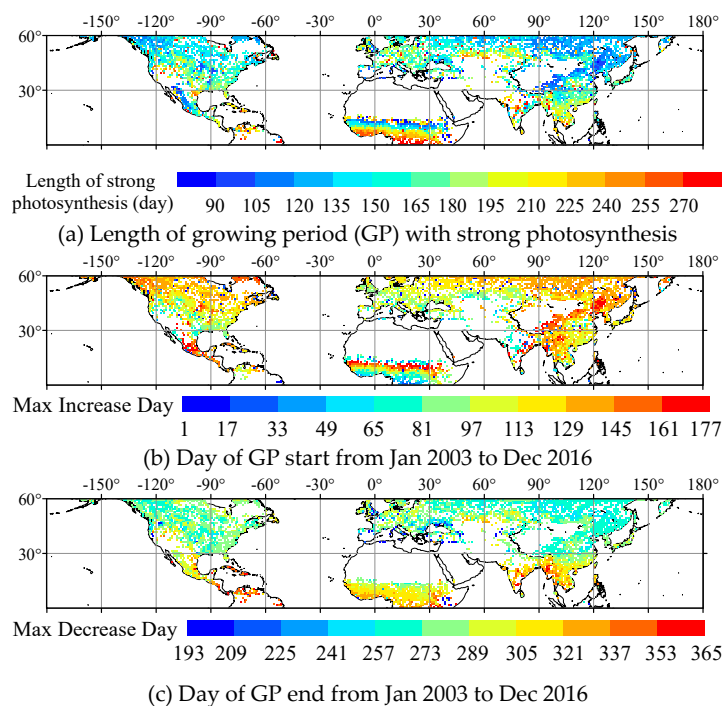 -150° -120° -90° -60° -30° 0° 30° 60° 90° 120° 150° 180°
60°
30°
Length of strong
photosynthesis (day)
90 105 120 135 150 165 180 195 210 225 240 255 270
(a) Length of growing period (GP) with strong photosynthesis
-150° -120° -90° -60° -30° 0° 30° 60° 90° 120° 150° 180°
60°
30°
Max Increase Day
1 17 33 49 65 81 97 113 129 145 161 177
(b) Day of GP start from Jan 2003 to Dec 2016
-150° -120° -90° -60° -30° 0° 30° 60° 90° 120° 150° 180°
60°
30°
Max Decrease Day
193 209 225 241 257 273 289 305 321 337 353 365
(c) Day of GP end from Jan 2003 to Dec 2016